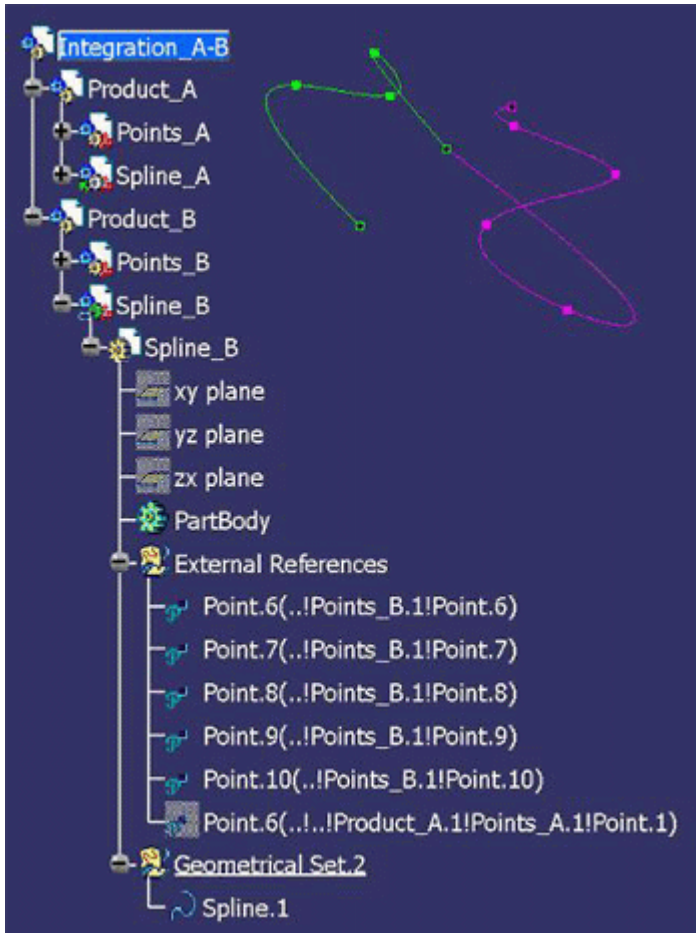 Integration_A-B
Product_A
Points_A
Spline_A
Product_B
Points_B
Spline_B
Spline_B
xy plane
yz plane
zx plane
PartBody
External References
Point.6(..!Points_B.1!Point.6)
Point.7(..!Points_B.1!Point.7)
Point.8(..!Points_B.1!Point.8)
Point.9(..!Points_B.1!Point.9)
Point.10(..!Points_B.1!Point.10)
Point.6(..!..!Product_A.1!Points_A.1!Point.1)
Geometrical Set.2
Spline.1